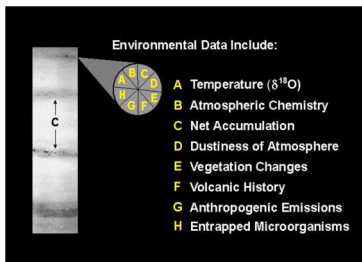 Environmental Data Include:
B C
A D
H E
G F
C
A Temperature (δ¹⁸O)
B Atmospheric Chemistry
C Net Accumulation
D Dustiness of Atmosphere
E Vegetation Changes
F Volcanic History
G Anthropogenic Emissions
H Entrapped Microorganisms